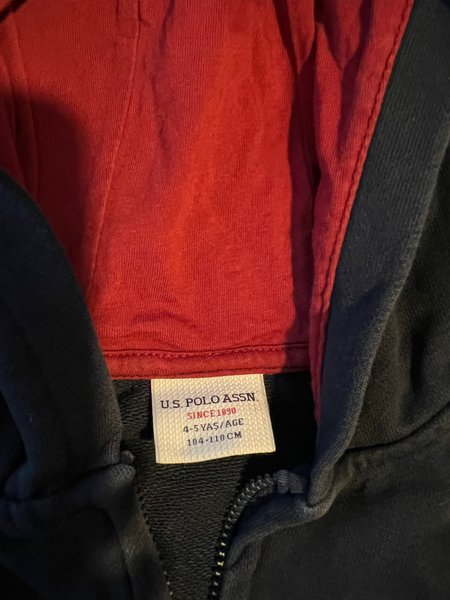 U.S. POLO ASSN.
SINCE 1890
4-5 YAS/AGE
104-110 CM